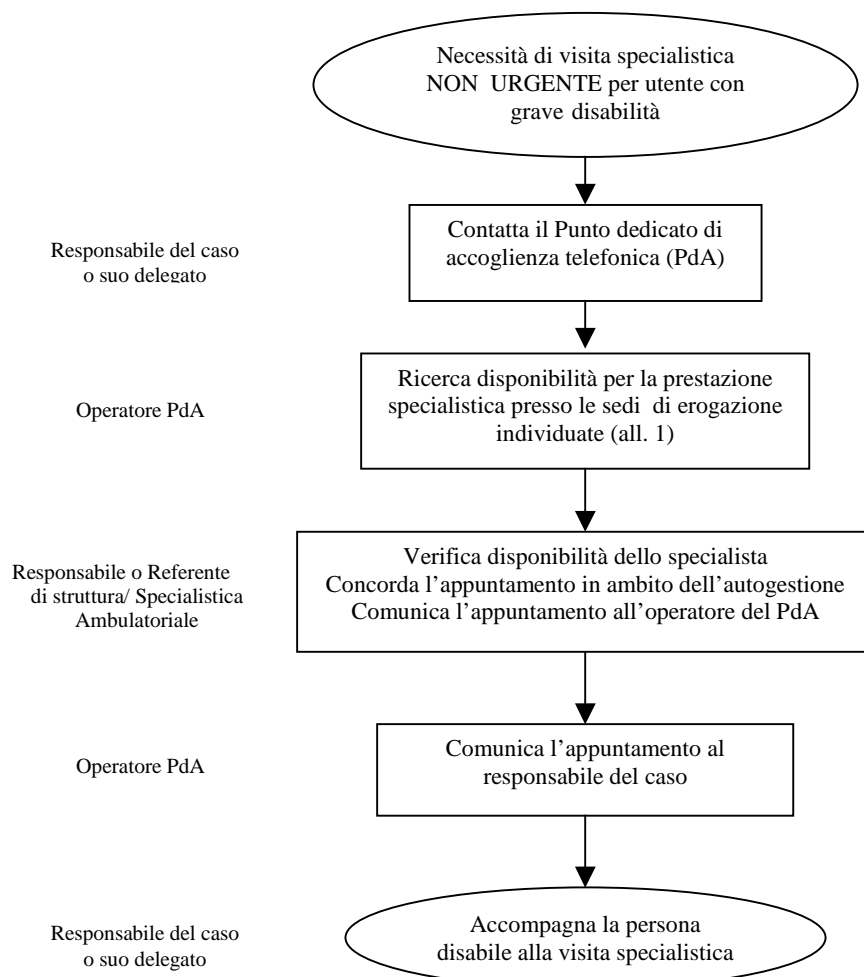 Necessità di visita specialistica
NON URGENTE per utente con
grave disabilità
Responsabile del caso
o suo delegato
Contatta il Punto dedicato di
accoglienza telefonica (PdA)
Operatore PdA
Ricerca disponibilità per la prestazione
specialistica presso le sedi di erogazione
individuate (all. 1)
Responsabile o Referente
di struttura/ Specialistica
Ambulatoriale
Verifica disponibilità dello specialista
Concorda l’appuntamento in ambito dell’autogestione
Comunica l’appuntamento all’operatore del PdA
Operatore PdA
Comunica l’appuntamento al
responsabile del caso
Responsabile del caso
o suo delegato
Accompagna la persona
disabile alla visita specialistica